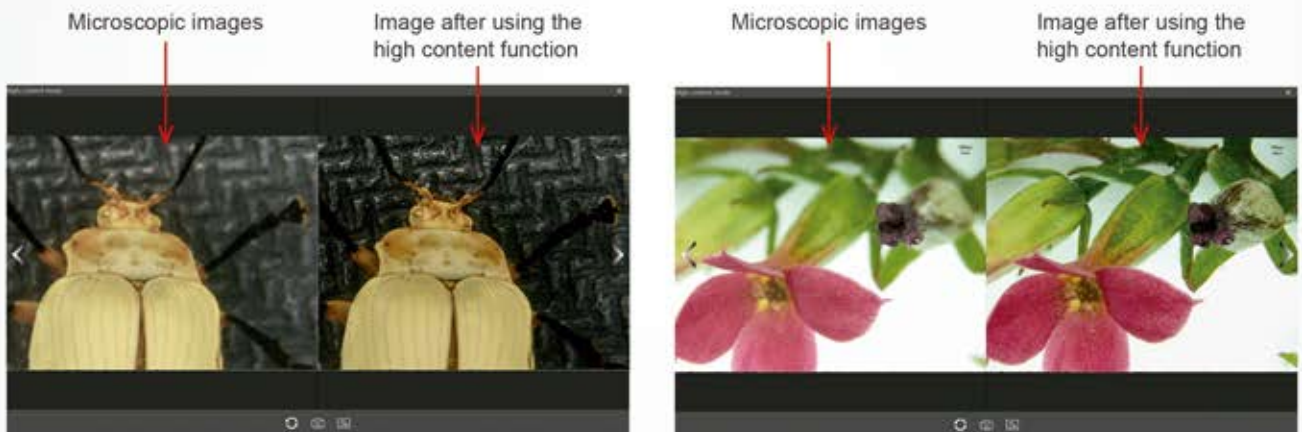 Microscopic images
Image after using the
high content function
Microscopic images
Image after using the
high content function